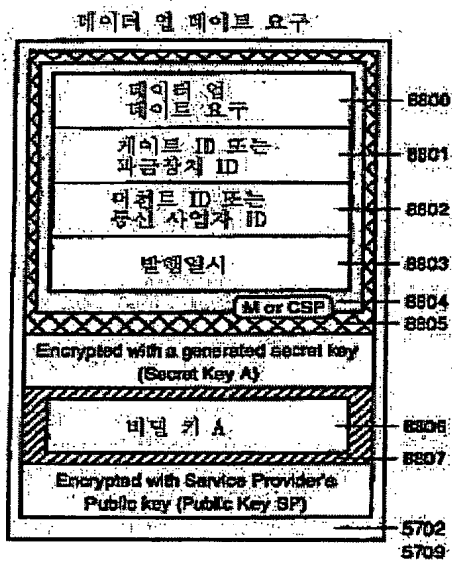 데이터 업 데이트 요구
데이터 업
데이트 요구
8800
게이트 ID 또는
과금장치 ID
8801
머천트 ID 또는
통신 사업자 ID
8802
발행일시
8803
8804
M or CSP
8805
Encrypted with a generated secret key
(Secret Key A)
비밀 키 A
8806
8807
Encrypted with Service Provider's
Public key (Public Key SP)
5702
5709